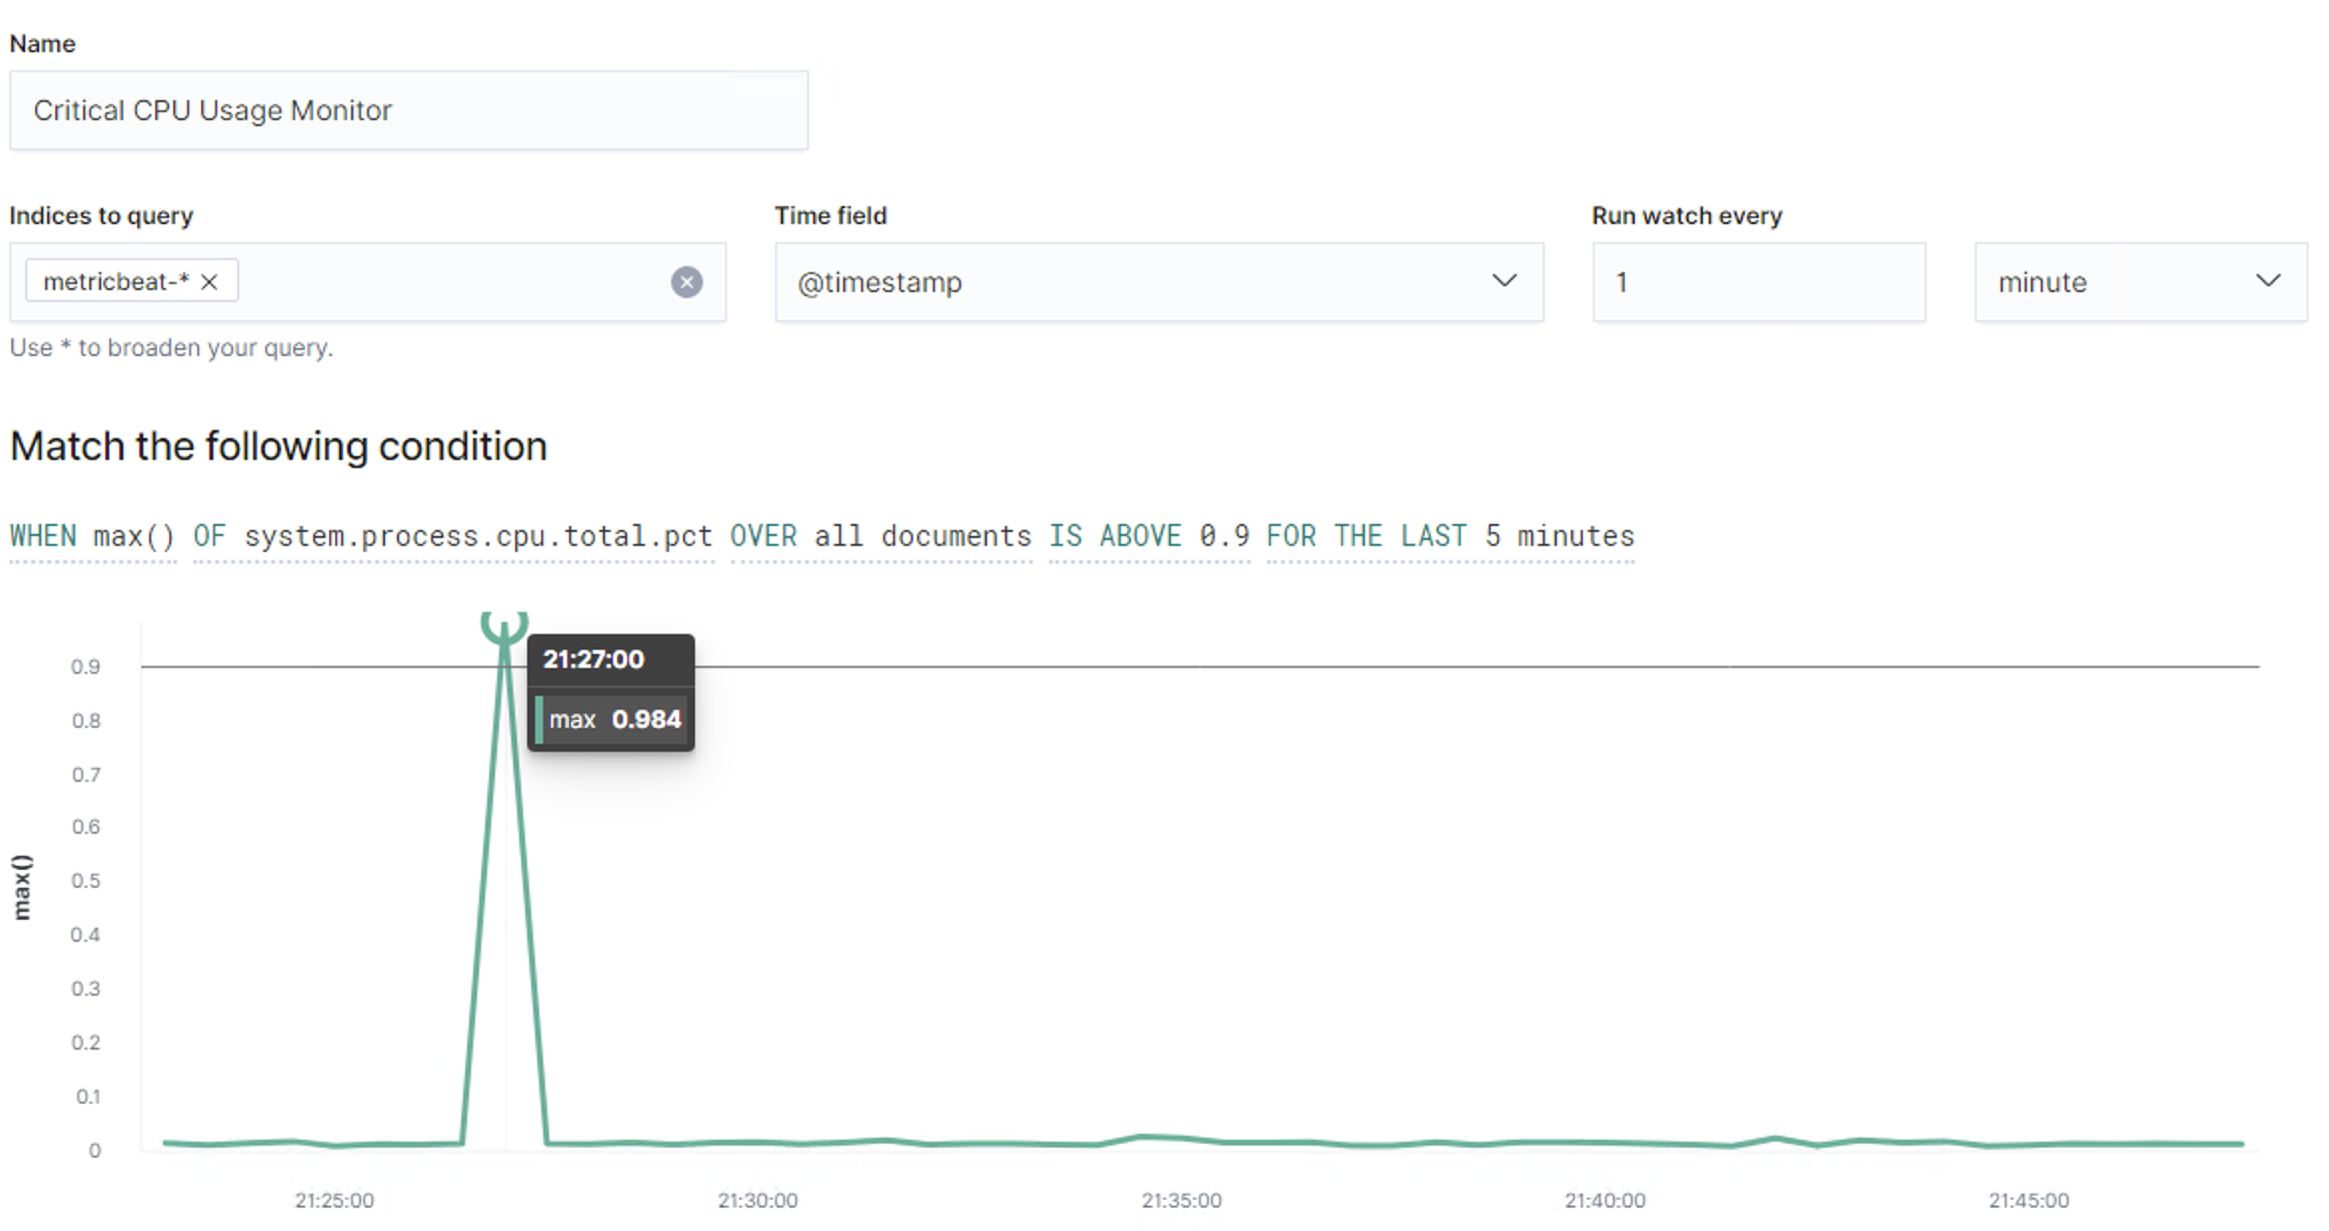 Name
Critical CPU Usage Monitor
Indices to query
Time field
Run watch every
metricbeat-*
@timestamp
1
minute
Use * to broaden your query.
Match the following condition
WHEN max() OF system.process.cpu.total.pct OVER all documents IS ABOVE 0.9 FOR THE LAST 5 minutes
21:27:00
max 0.984
max()
0.9
0.8
0.7
0.6
0.5
0.4
0.3
0.2
0.1
0
21:25:00 21:30:00 21:35:00 21:40:00 21:45:00